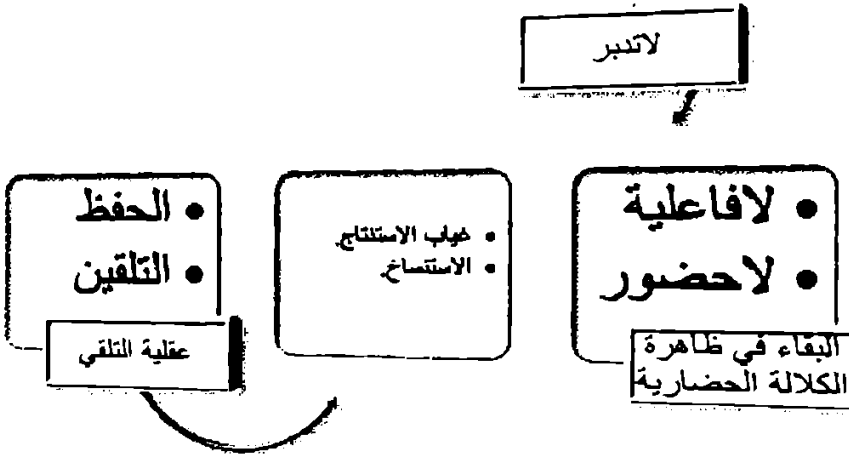 لاتدبر
• لافاعلية
• لاحضور
البقاء في ظاهرة
الكلالة الحضارية
• غياب الاستنتاج.
• الاستنساخ.
• الحفظ
• التلقين
عقلية التلقي